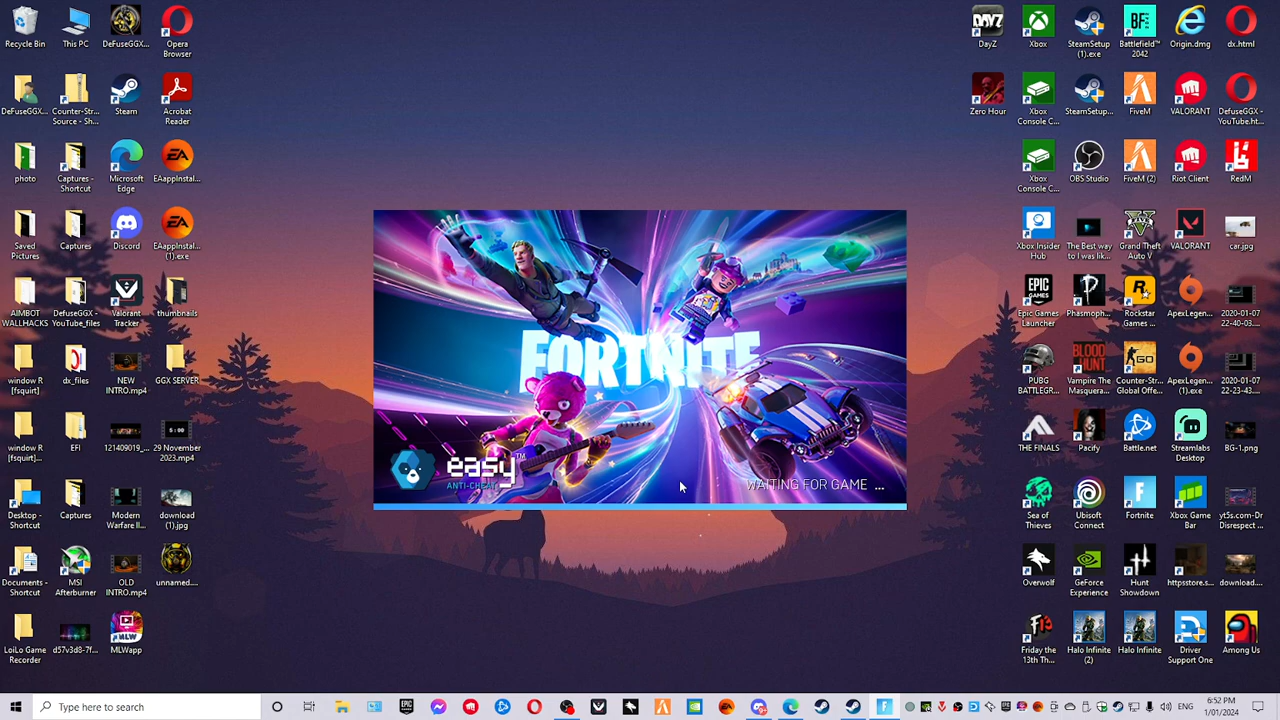 Recycle Bin
This PC
DeFuseGGX...
Opera
Browser
DeFuseGGX...
Counter-Str...
Source - Sh...
Steam
Acrobat
Reader
photo
Captures -
Shortcut
Microsoft
Edge
EAappInstal...
Saved
Pictures
Captures
Discord
EAappInstal...
(1).exe
AIMBOT
WALLHACKS
DefuseGGX -
YouTube_files
Valorant
Tracker
thumbnails
window R
[fsquirt]
dx_files
NEW
INTRO.mp4
GGX SERVER
window R
[fsquirt]...
EFI
121409019_...
5:00
29 November
2023.mp4
Desktop -
Shortcut
Captures
Modern
Warfare II...
download
(1).jpg
Documents -
Shortcut
MSI
Afterburner
OLD
INTRO.mp4
unnamed....
LoiLo Game
Recorder
d57v3d8-7f...
MLW
MLWapp
FORTNITE
easy™
ANTI-CHEAT
WAITING FOR GAME ...
DAYZ
DayZ
Xbox
SteamSetup
(1).exe
BF
Battlefield™
2042
Origin.dmg
dx.html
Zero Hour
Xbox
Console C...
SteamSetup...
FiveM
VALORANT
DefuseGGX -
YouTube.ht...
Xbox
Console C...
OBS Studio
FiveM (2)
Riot Client
RedM
Xbox Insider
Hub
The Best way
to I was lik...
Grand Theft
Auto V
VALORANT
car.jpg
EPIC
GAMES
Epic Games
Launcher
Phasmoph...
Rockstar
Games ...
ApexLegen...
2020-01-07
22-40-03....
PUBG
BATTLEGR...
BLOOD
HUNT
Vampire The
Masquera...
GO
Counter-Str...
Global Offe...
ApexLegen...
(1).exe
2020-01-07
22-23-43....
THE FINALS
Pacify
Battle.net
Streamlabs
Desktop
BG-1.png
Sea of
Thieves
Ubisoft
Connect
Fortnite
Xbox Game
Bar
yt5s.com-Dr
Disrespect ...
Overwolf
GeForce
Experience
Hunt
Showdown
httpsstore.s...
download....
Friday the
13th Th...
Halo Infinite
(2)
Halo Infinite
Driver
Support One
Among Us
Type here to search
ENG
6:52 PM
1/01/2024